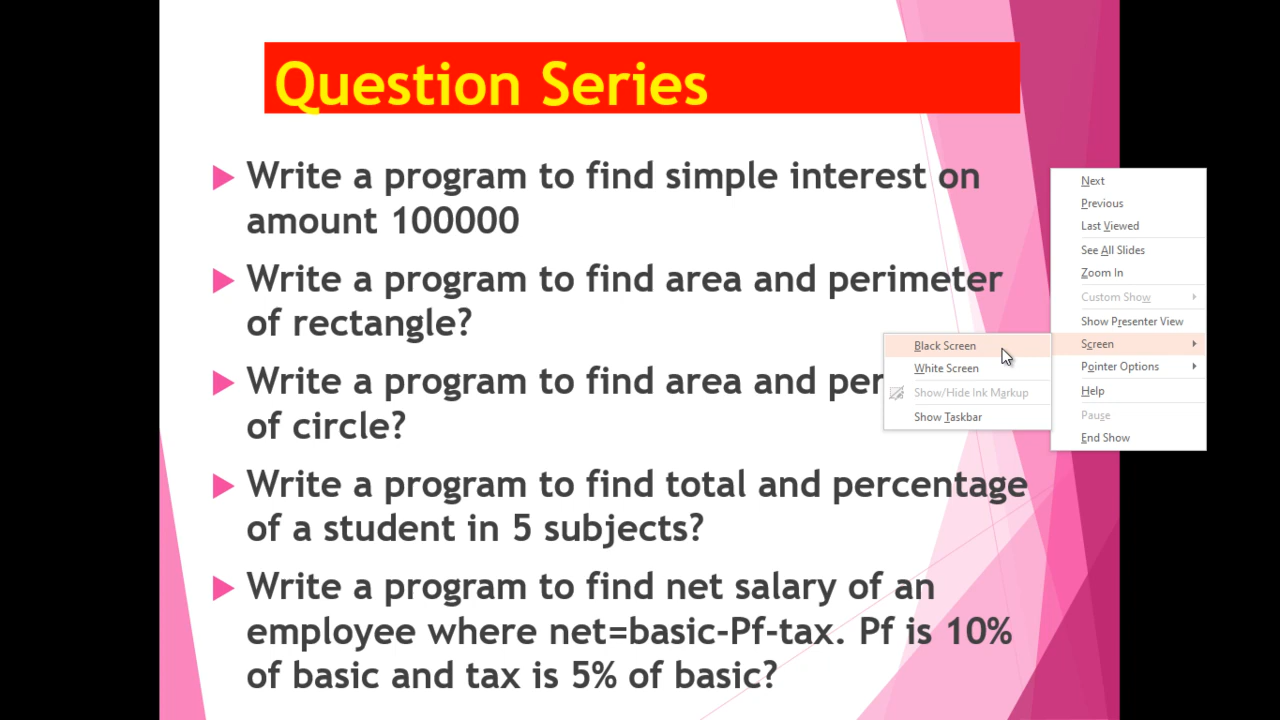 Question Series
Write a program to find simple interest on
amount 100000
Write a program to find area and perimeter
of rectangle?
Write a program to find area and per
of circle?
Write a program to find total and percentage
of a student in 5 subjects?
Write a program to find net salary of an
employee where net=basic-Pf-tax. Pf is 10%
of basic and tax is 5% of basic?
Next
Previous
Last Viewed
See All Slides
Zoom In
Custom Show
Show Presenter View
Screen
Pointer Options
Help
Pause
End Show
Black Screen
White Screen
Show/Hide Ink Markup
Show Taskbar